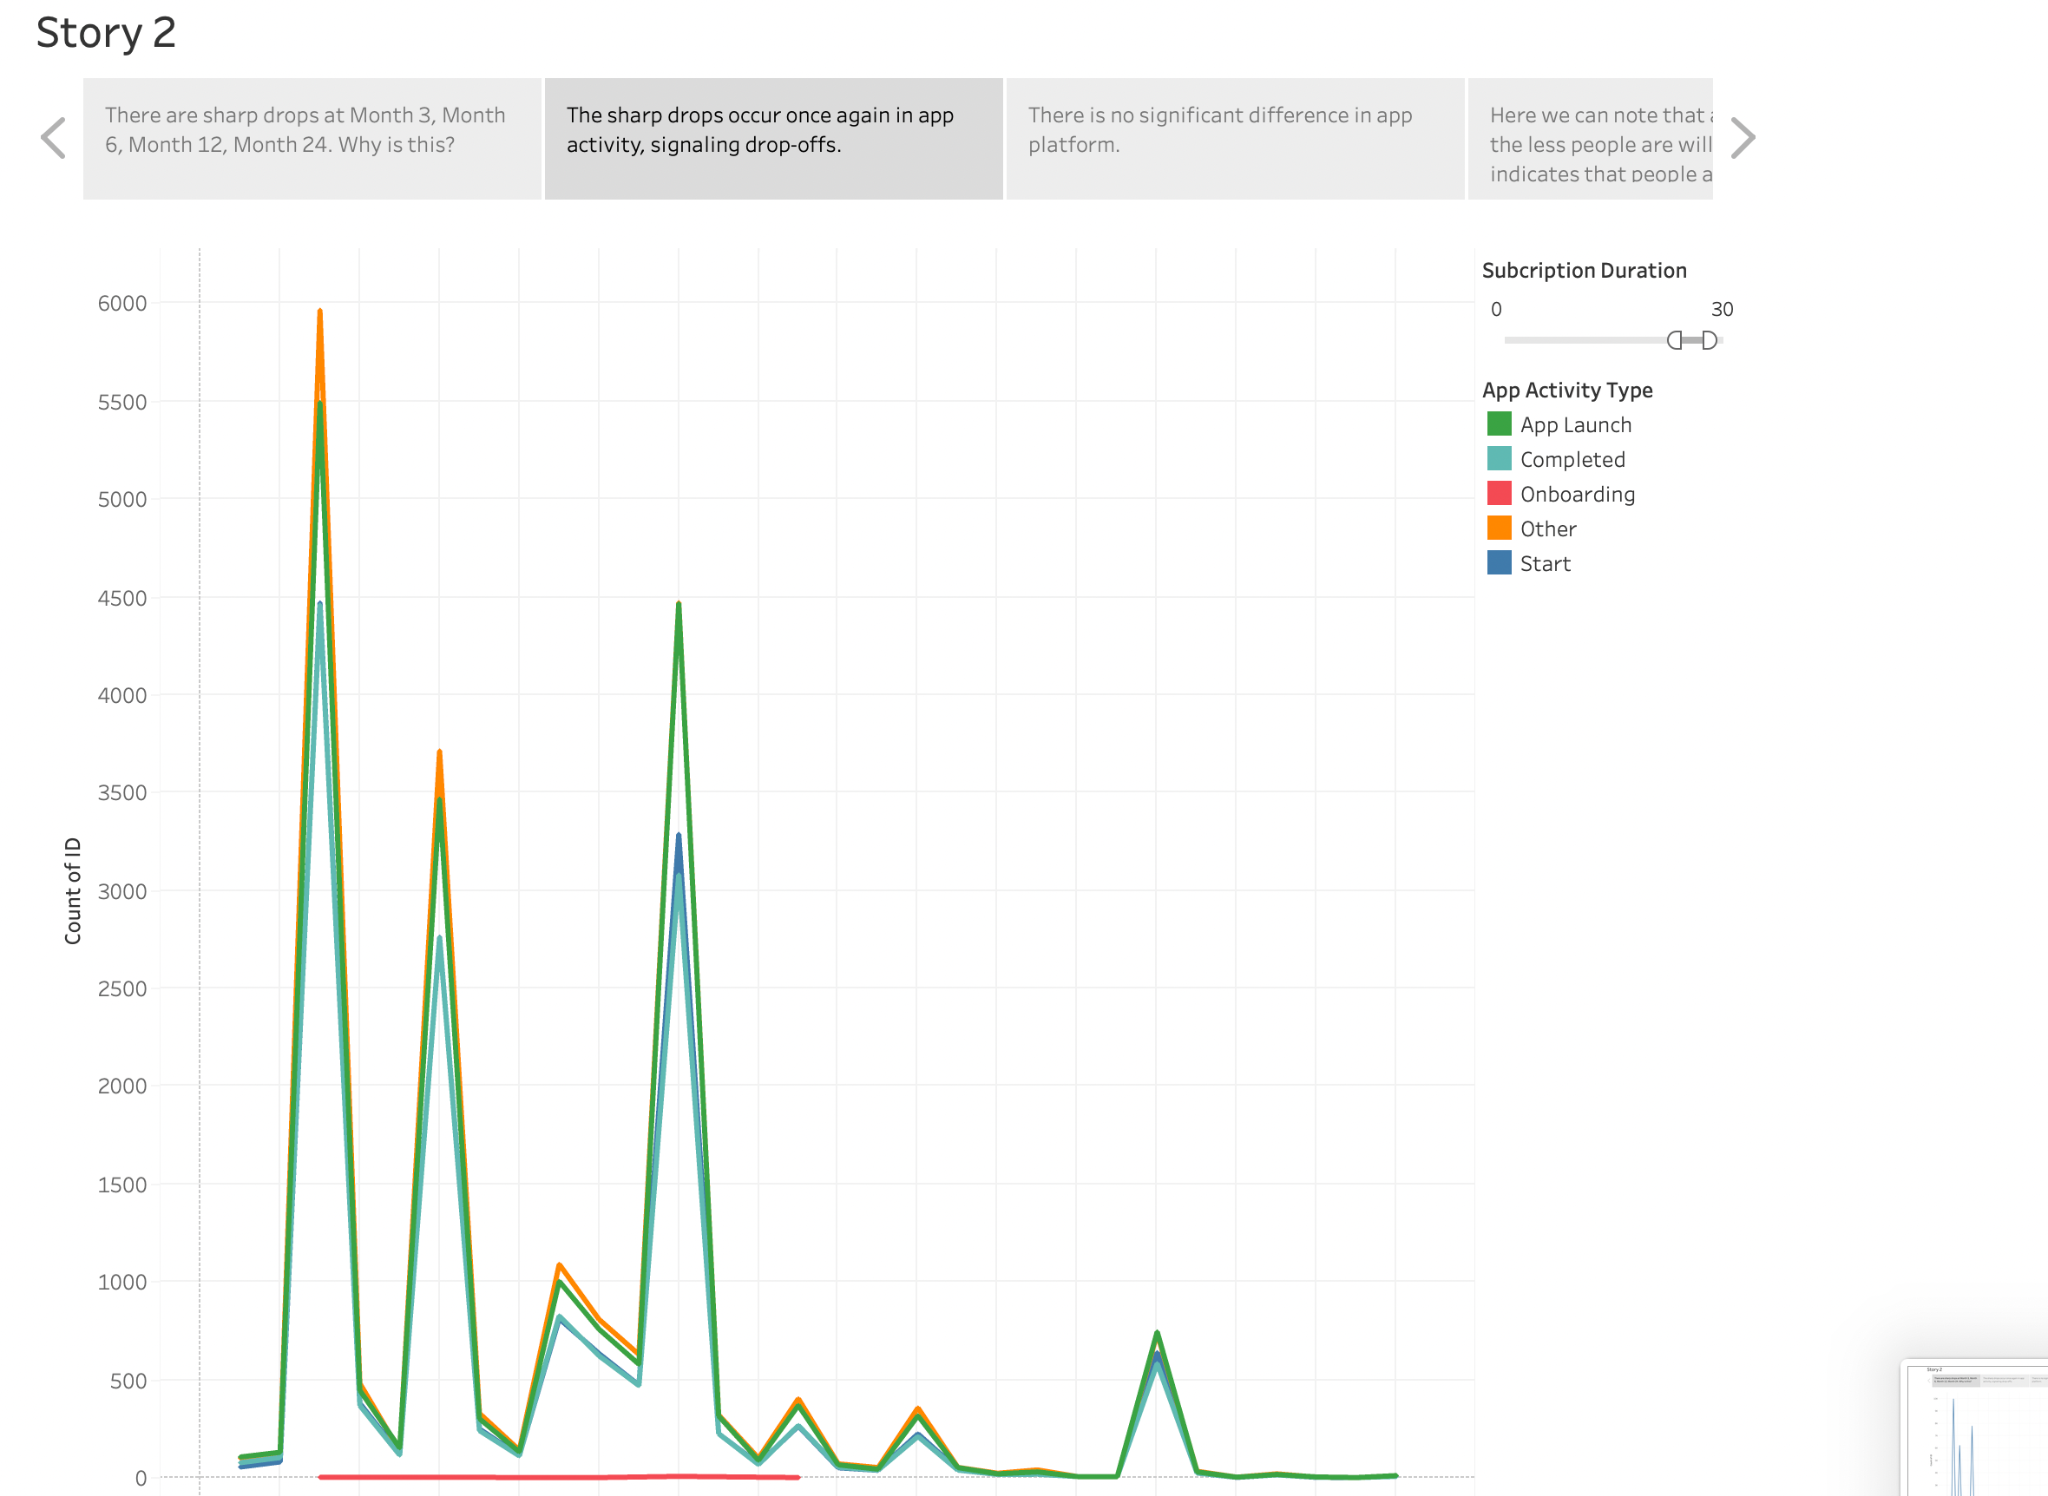 Story 2
There are sharp drops at Month 3, Month
6, Month 12, Month 24. Why is this?
The sharp drops occur once again in app
activity, signaling drop-offs.
There is no significant difference in app
platform.
Here we can note that
the less people are will
indicates that people a
Count of ID
6000
5500
5000
4500
4000
3500
3000
2500
2000
1500
1000
500
0
Subcription Duration
0
30
App Activity Type
App Launch
Completed
Onboarding
Other
Start
Story 2